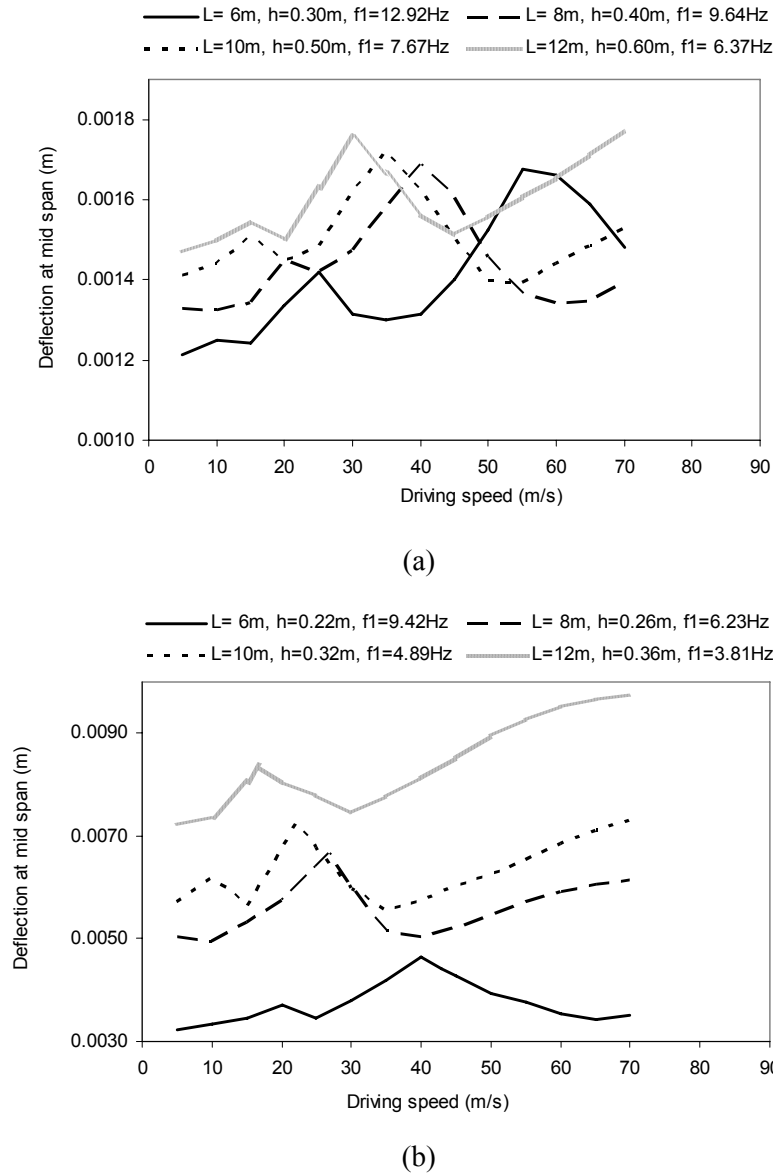 L= 6m, h=0.30m, f1=12.92Hz L= 8m, h=0.40m, f1= 9.64Hz
L=10m, h=0.50m, f1= 7.67Hz L=12m, h=0.60m, f1= 6.37Hz
Deflection at mid span (m)
0.0018
0.0016
0.0014
0.0012
0.0010
0 10 20 30 40 50 60 70 80 90
Driving speed (m/s)
(a)
L= 6m, h=0.22m, f1=9.42Hz L= 8m, h=0.26m, f1=6.23Hz
L=10m, h=0.32m, f1=4.89Hz L=12m, h=0.36m, f1=3.81Hz
Deflection at mid span (m)
0.0090
0.0070
0.0050
0.0030
0 10 20 30 40 50 60 70 80 90
Driving speed (m/s)
(b)